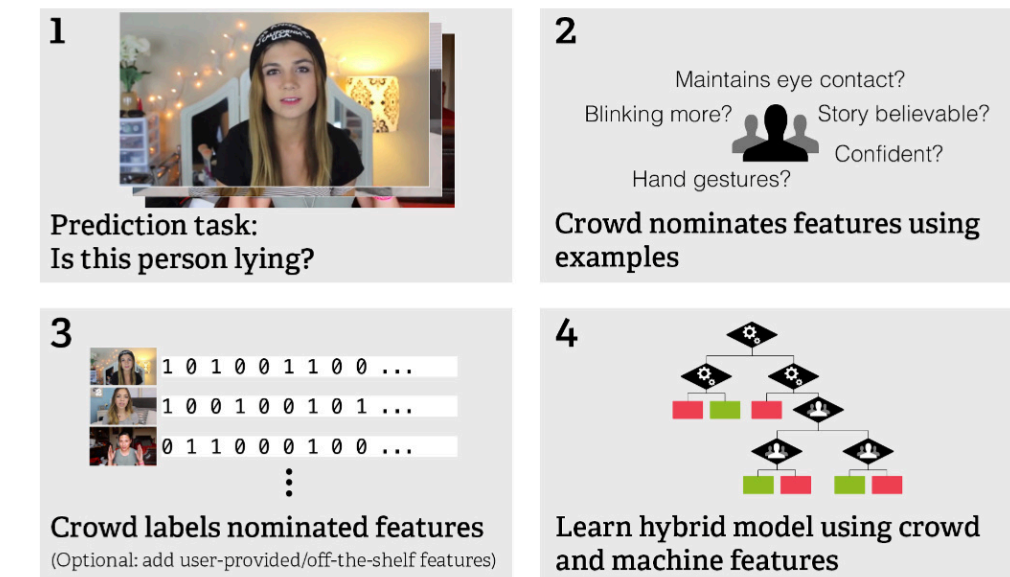 1
CALIFORNIA
U.S.A.
Prediction task:
Is this person lying?
2
Maintains eye contact?
Blinking more?
Story believable?
Confident?
Hand gestures?
Crowd nominates features using
examples
3
1 0 1 0 0 1 1 0 0 ...
1 0 0 1 0 0 1 0 1 ...
0 1 1 0 0 0 1 0 0 ...
Crowd labels nominated features
(Optional: add user-provided/off-the-shelf features)
4
Learn hybrid model using crowd
and machine features